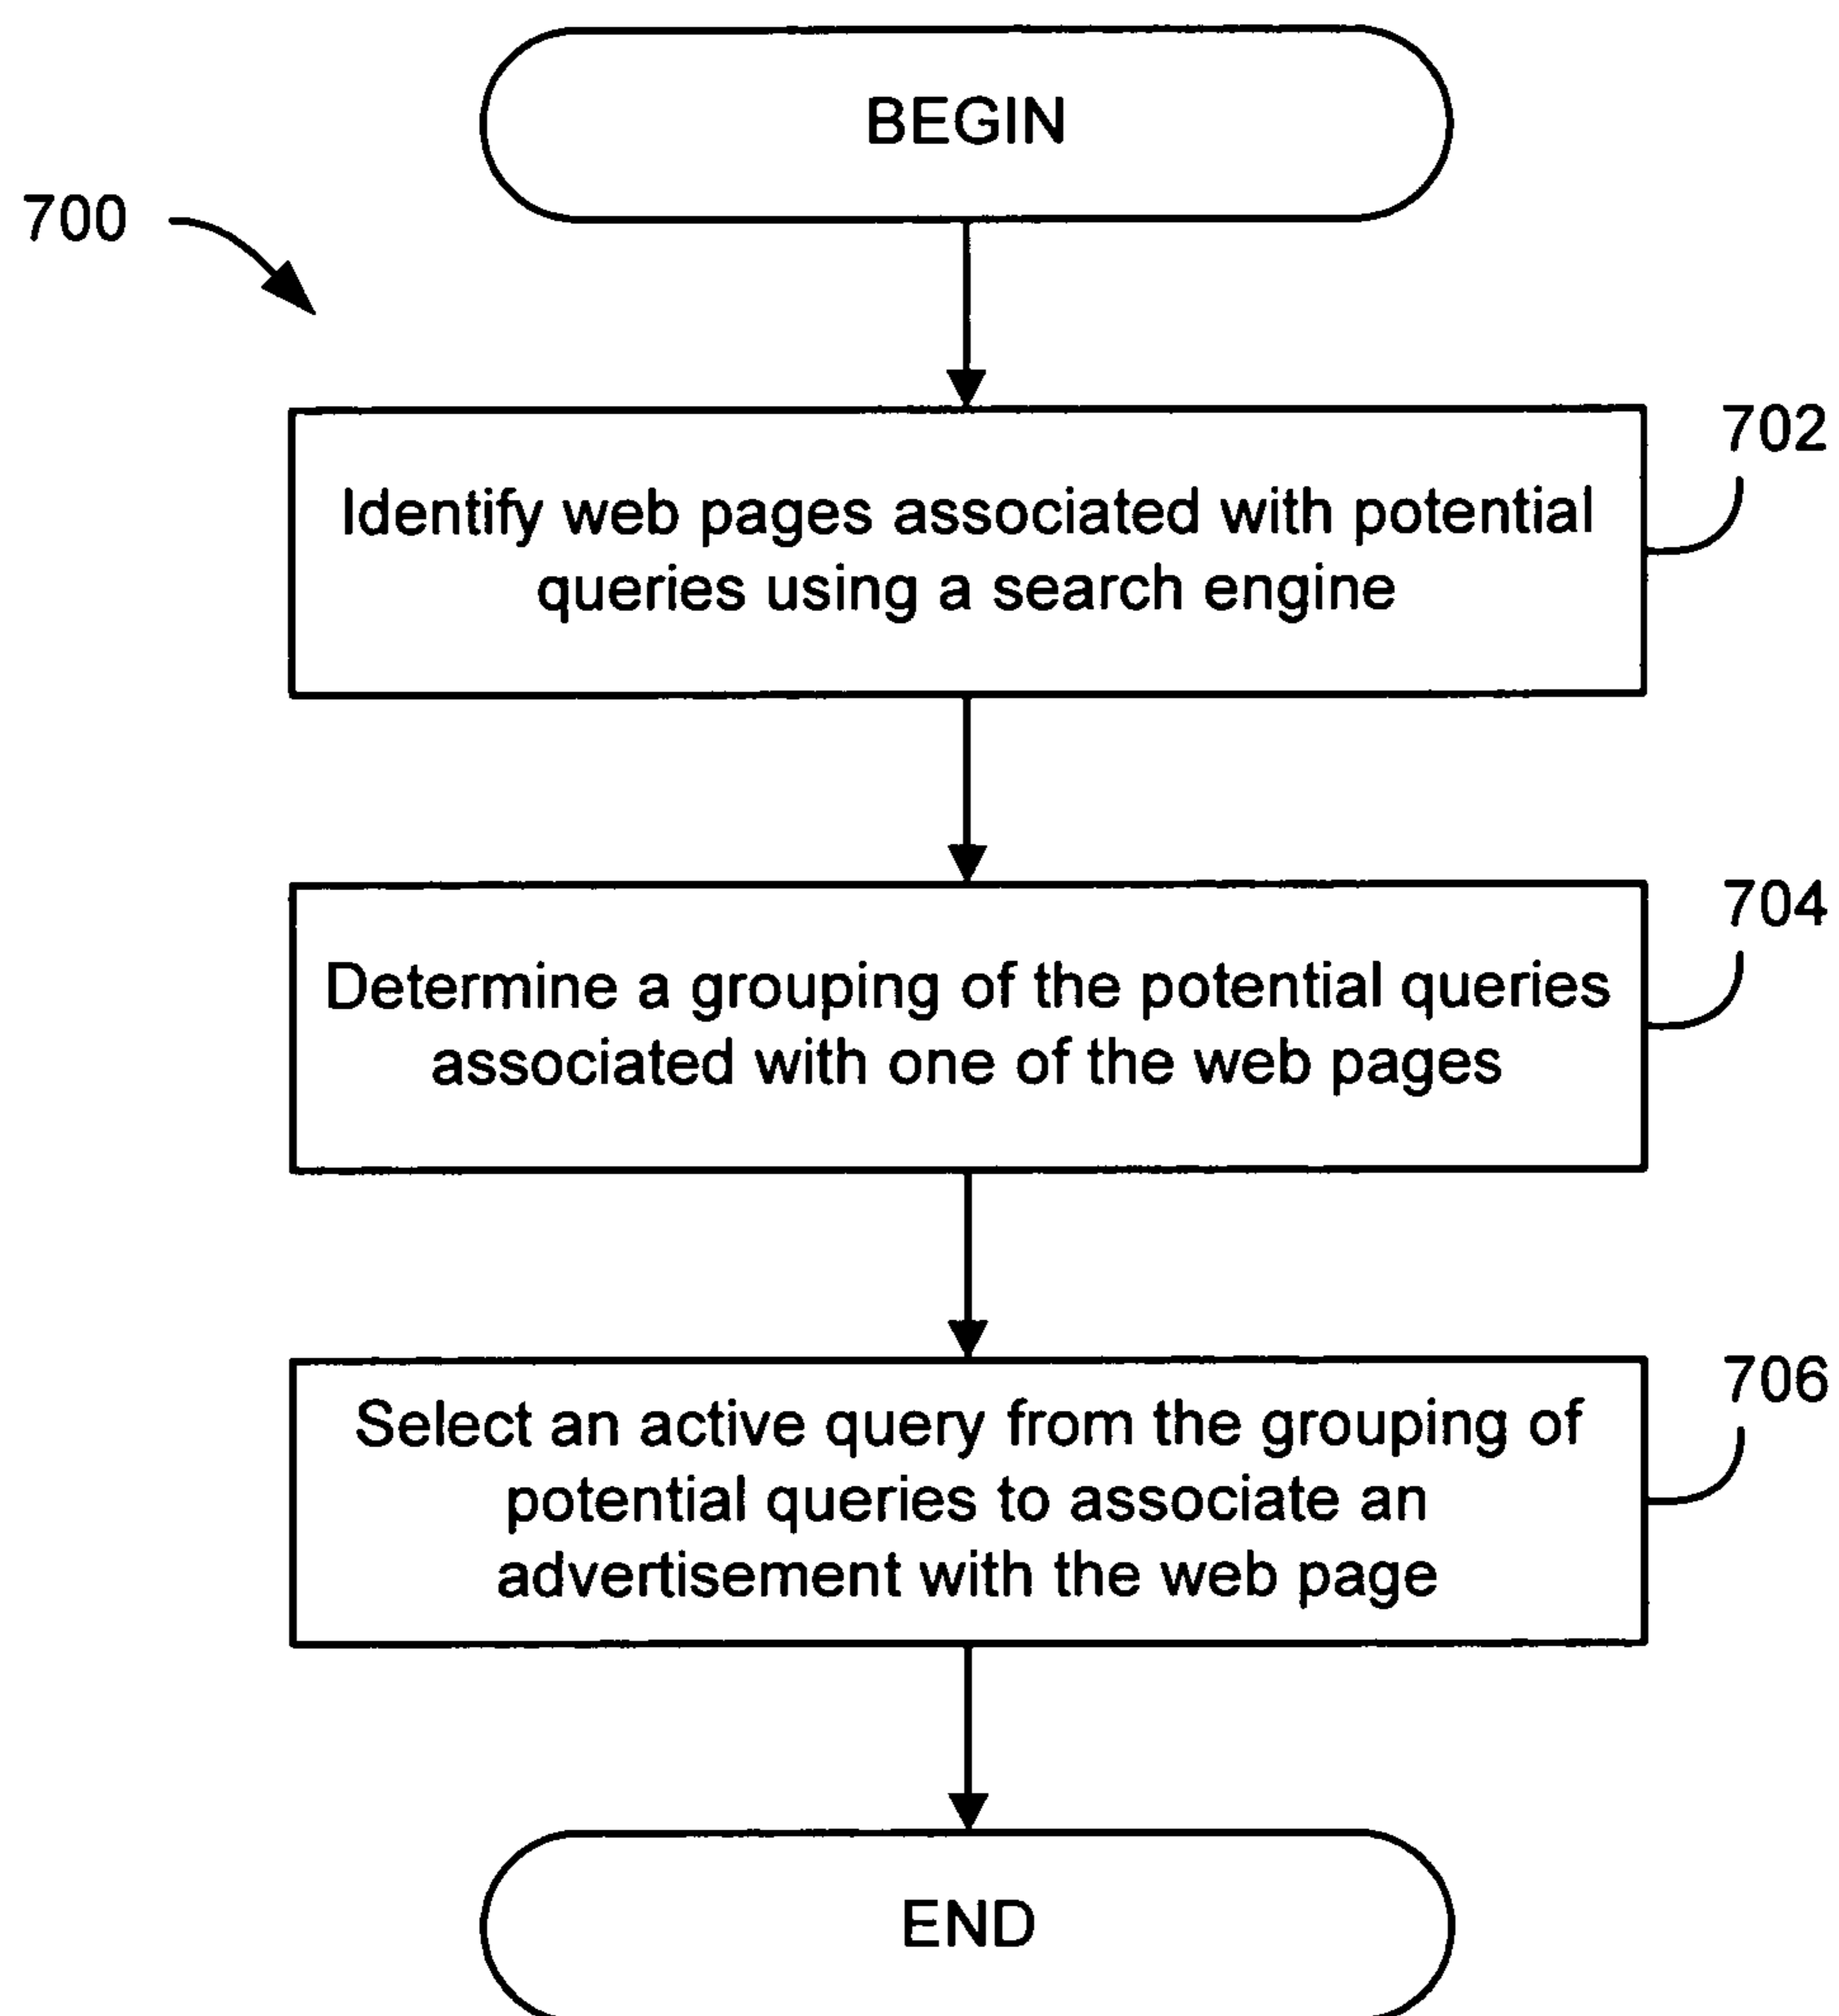 BEGIN
700
702
Identify web pages associated with potential
queries using a search engine
704
Determine a grouping of the potential queries
associated with one of the web pages
706
Select an active query from the grouping of
potential queries to associate an
advertisement with the web page
END